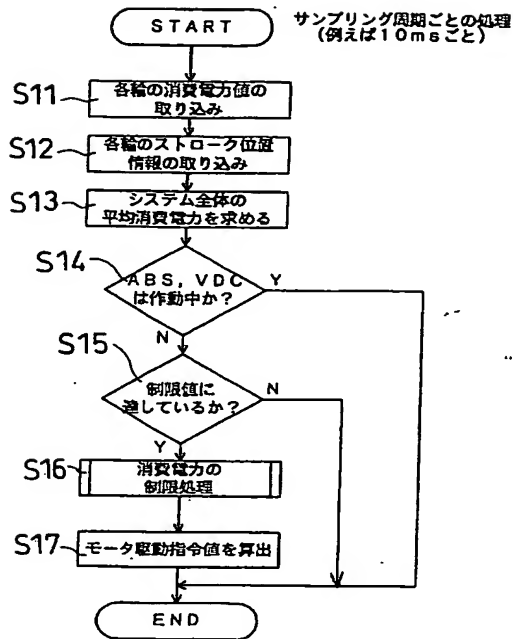 START
サンプリング周期ごとの処理
(例えば10msごと)
S11
各輪の消費電力値の
取り込み
S12
各輪のストローク位置
情報の取り込み
S13
システム全体の
平均消費電力を求める
S14
ABS, VDC
は作動中か?
Y
N
S15
制限値に
達しているか?
N
Y
S16
消費電力の
制限処理
S17
モータ駆動指令値を算出
END